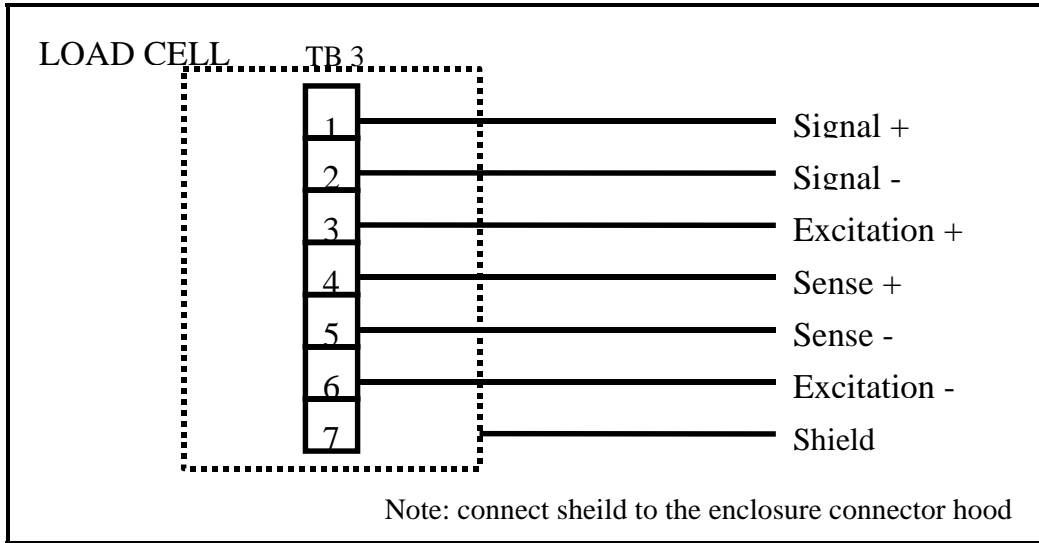 LOAD CELL TB 3
1 Signal +
2 Signal -
3 Excitation +
4 Sense +
5 Sense -
6 Excitation -
7 Shield
Note: connect sheild to the enclosure connector hood